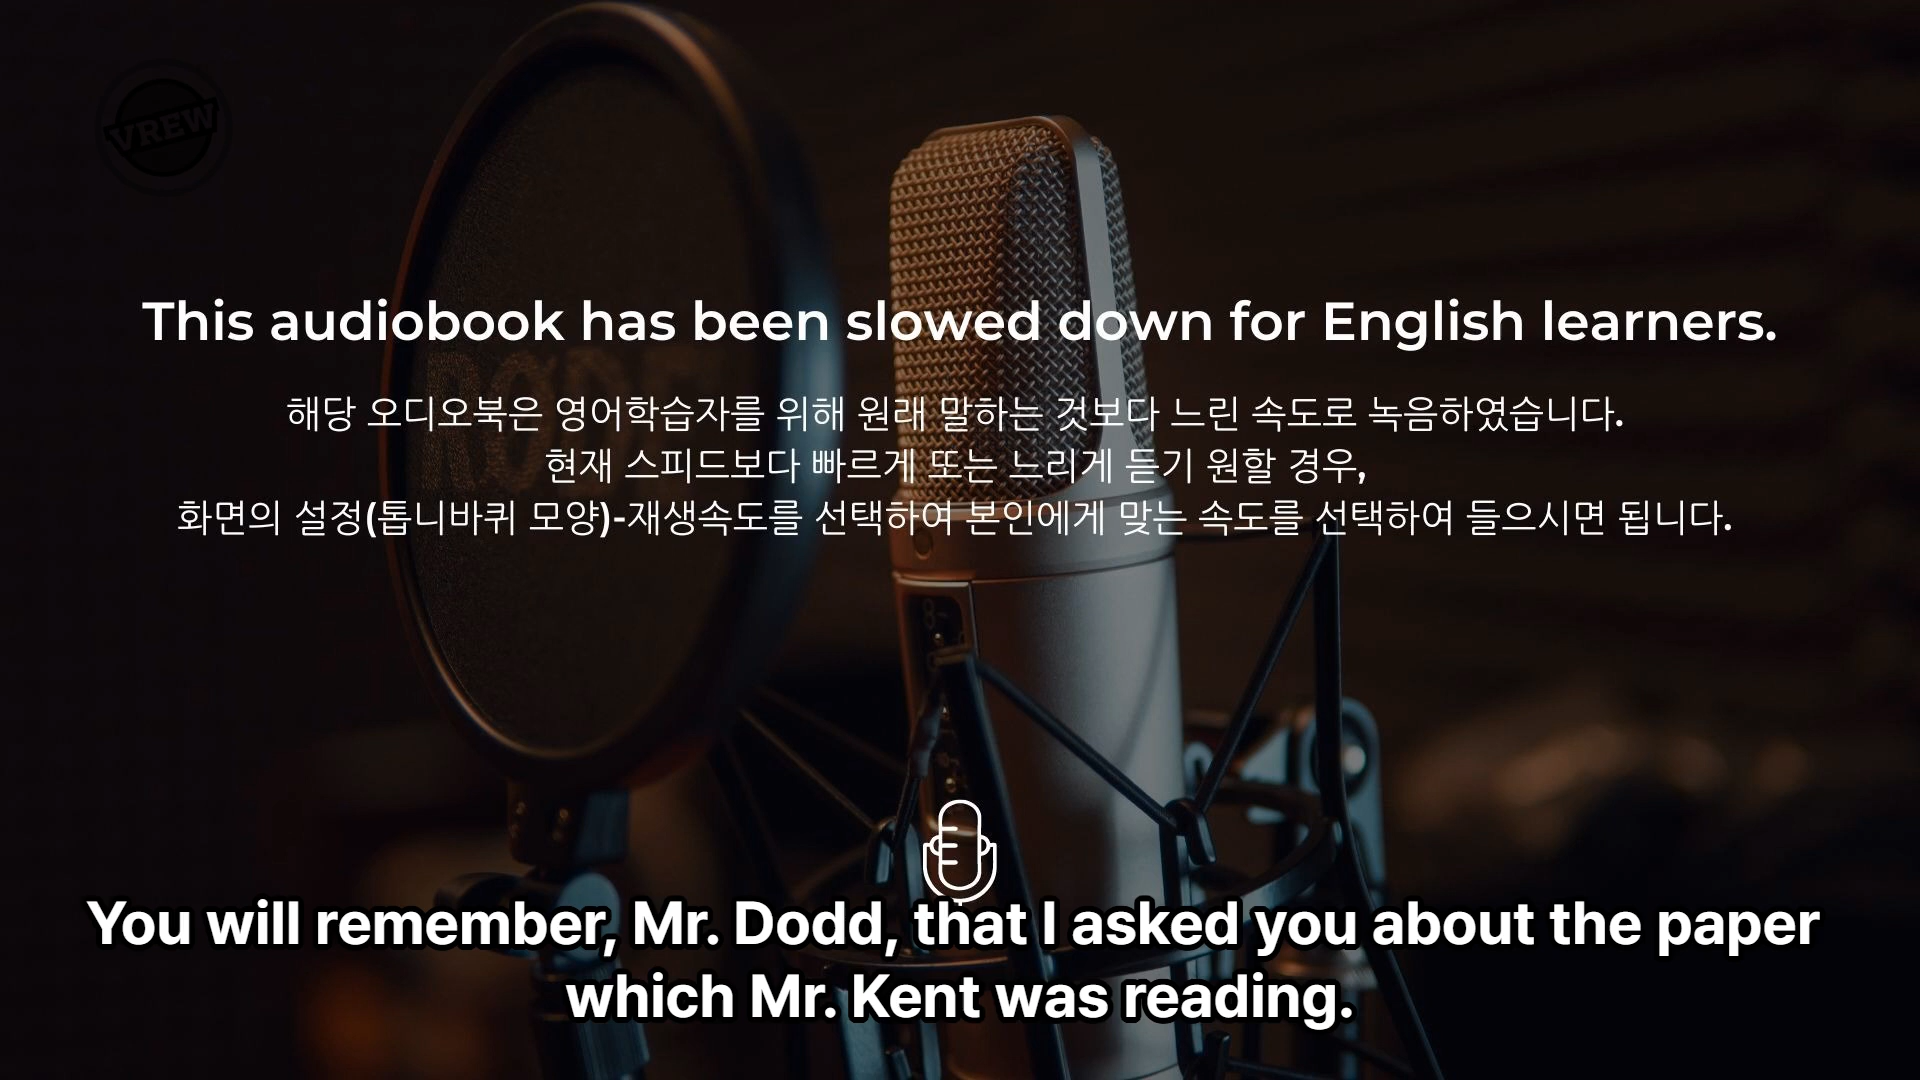 VREW
This audiobook has been slowed down for English learners.
해당 오디오북은 영어학습자를 위해 원래 말하는 것보다 느린 속도로 녹음하였습니다.
현재 스피드보다 빠르게 또는 느리게 듣기 원할 경우,
화면의 설정(톱니바퀴 모양)-재생속도를 선택하여 본인에게 맞는 속도를 선택하여 들으시면 됩니다.
You will remember, Mr. Dodd, that I asked you about the paper
which Mr. Kent was reading.